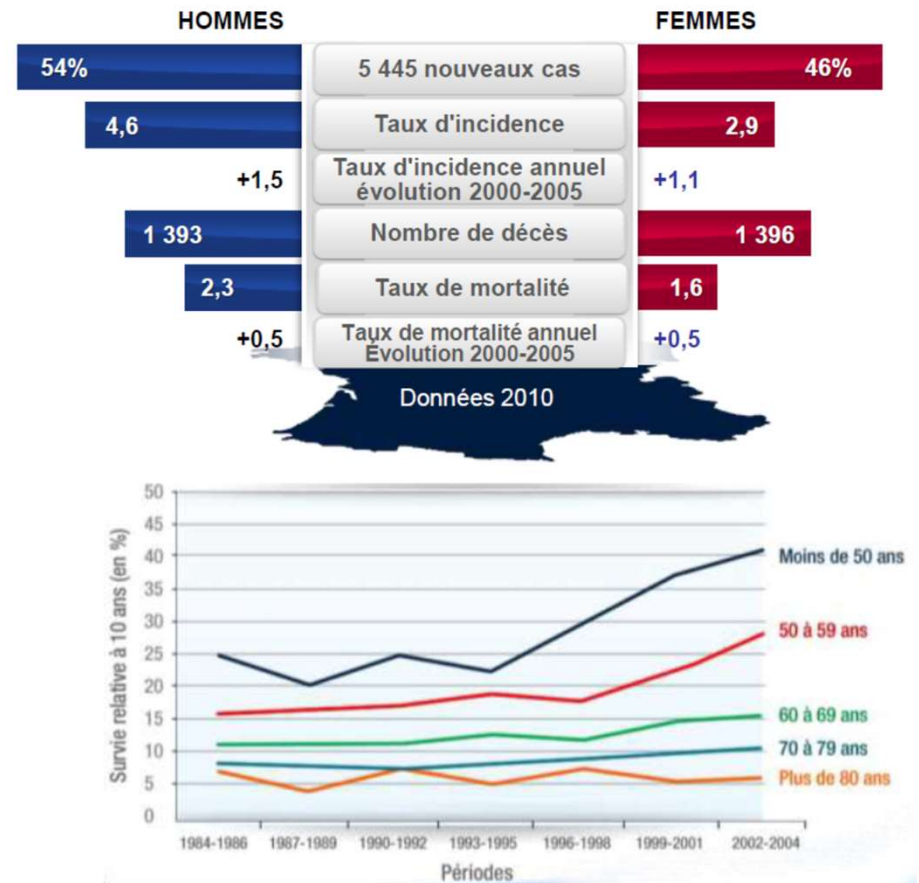 HOMMES FEMMES
54% 5 445 nouveaux cas 46%
4,6 Taux d'incidence 2,9
+1,5 Taux d'incidence annuel +1,1
évolution 2000-2005
1 393 Nombre de décès 1 396
2,3 Taux de mortalité 1,6
+0,5 Taux de mortalité annuel +0,5
Évolution 2000-2005
Données 2010
Survie relative à 10 ans (en %)
50
45
40
35
30
25
20
15
10
5
0
Moins de 50 ans
50 à 59 ans
60 à 69 ans
70 à 79 ans
Plus de 80 ans
1984-1986 1987-1989 1990-1992 1993-1995 1996-1998 1999-2001 2002-2004
Périodes